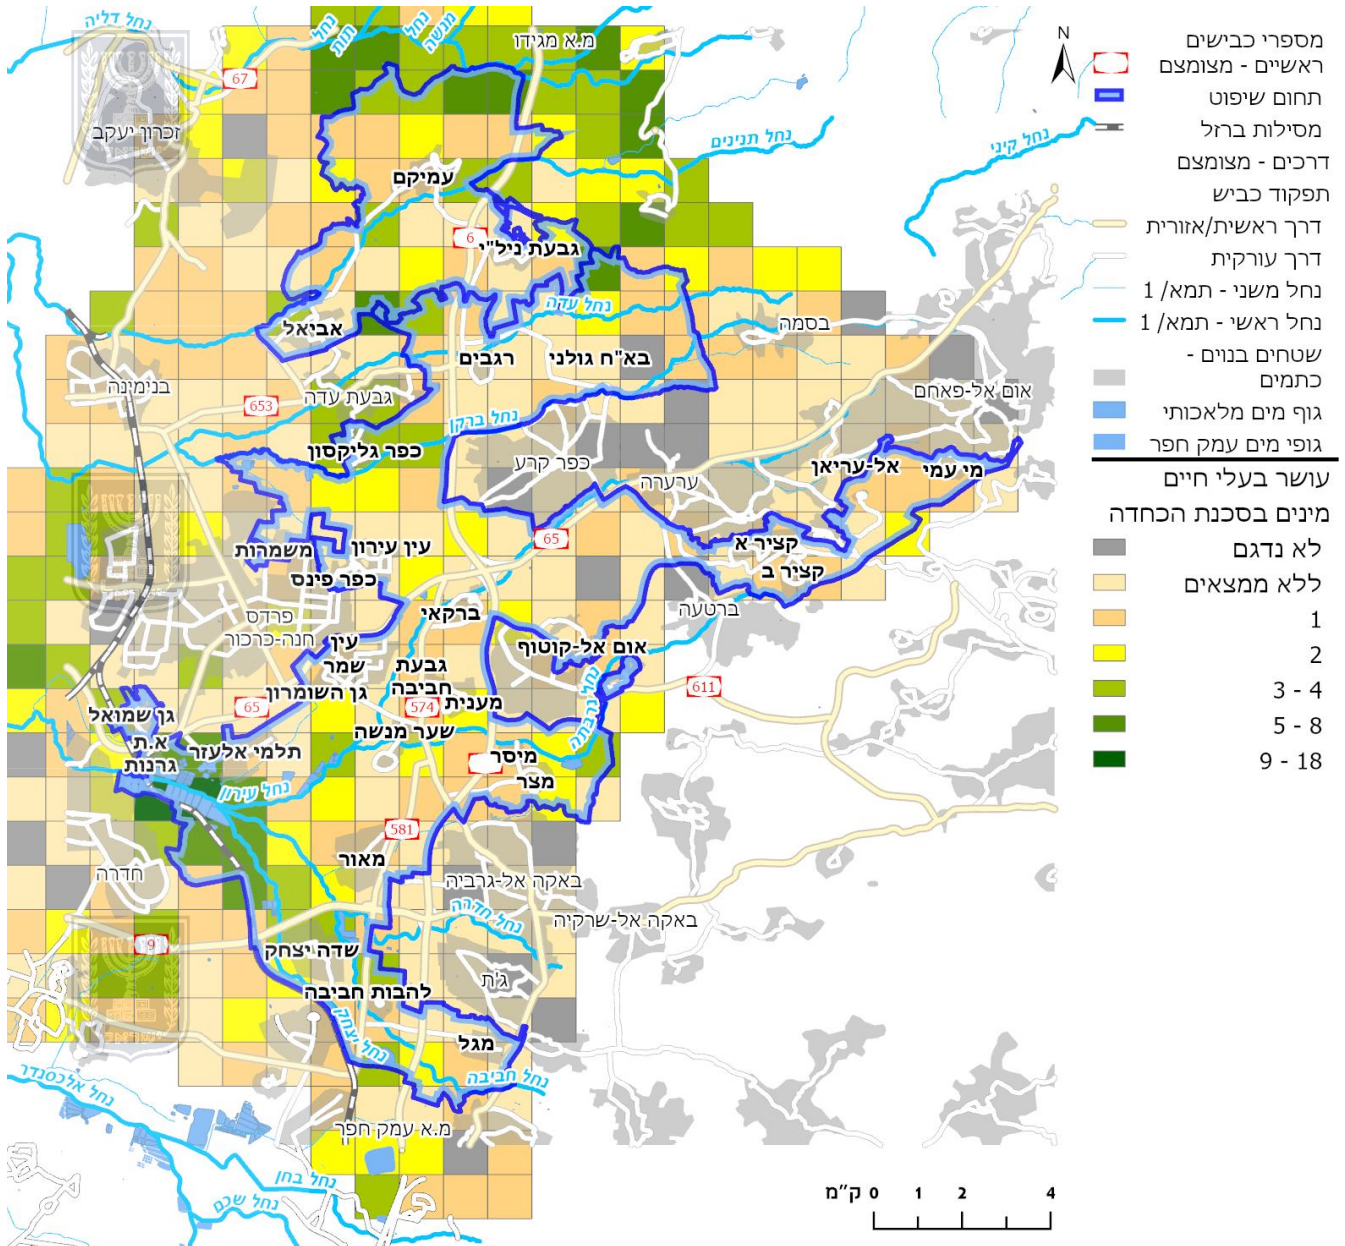 נחל דליה
נחל
תות
נחל
מנשה
מ.א מגידו
67
זכרון יעקב
נחל תנינים
נחל קיני
עמיקם
6
גבעת ניל"י
נחל עדה
אביאל
רגבים
בא"ח גולני
בסמה
בנימינה
653
גבעת עדה
נחל ברקן
אום אל-פאחם
כפר גליקסון
כפר קרע
ערערה
אל-עריאן
מי עמי
65
משמרות
עין עירון
קציר א
קציר ב
כפר פינס
ברקאי
ברטעה
פרדס
חנה-כרכור
עין
שמר
גבעת
חביבה
אום אל-קוטוף
נחל נרבתה
611
גן השומרון
מענית
574
65
גן שמואל
שער מנשה
א.ת
גרנות
תלמי אלעזר
מיסר
מצר
נחל עירון
581
מאור
חדרה
באקה אל-גרביה
באקה אל-שרקיה
נחל חדרה
9
שדה יצחק
ג'ת
להבות חביבה
נחל יצחק
מגל
נחל חביבה
נחל אלכסנדר
מ.א עמק חפר
נחל בחן
נחל שכם
N
מספרי כבישים
ראשיים - מצומצם
תחום שיפוט
מסילות ברזל
דרכים - מצומצם
תפקוד כביש
דרך ראשית/אזורית
דרך עורקית
נחל משני - תמא/ 1
נחל ראשי - תמא/ 1
שטחים בנוים -
כתמים
גוף מים מלאכותי
גופי מים עמק חפר
עושר בעלי חיים
מינים בסכנת הכחדה
לא נדגם
ללא ממצאים
1
2
3 - 4
5 - 8
9 - 18
ק"מ 0 1 2 4